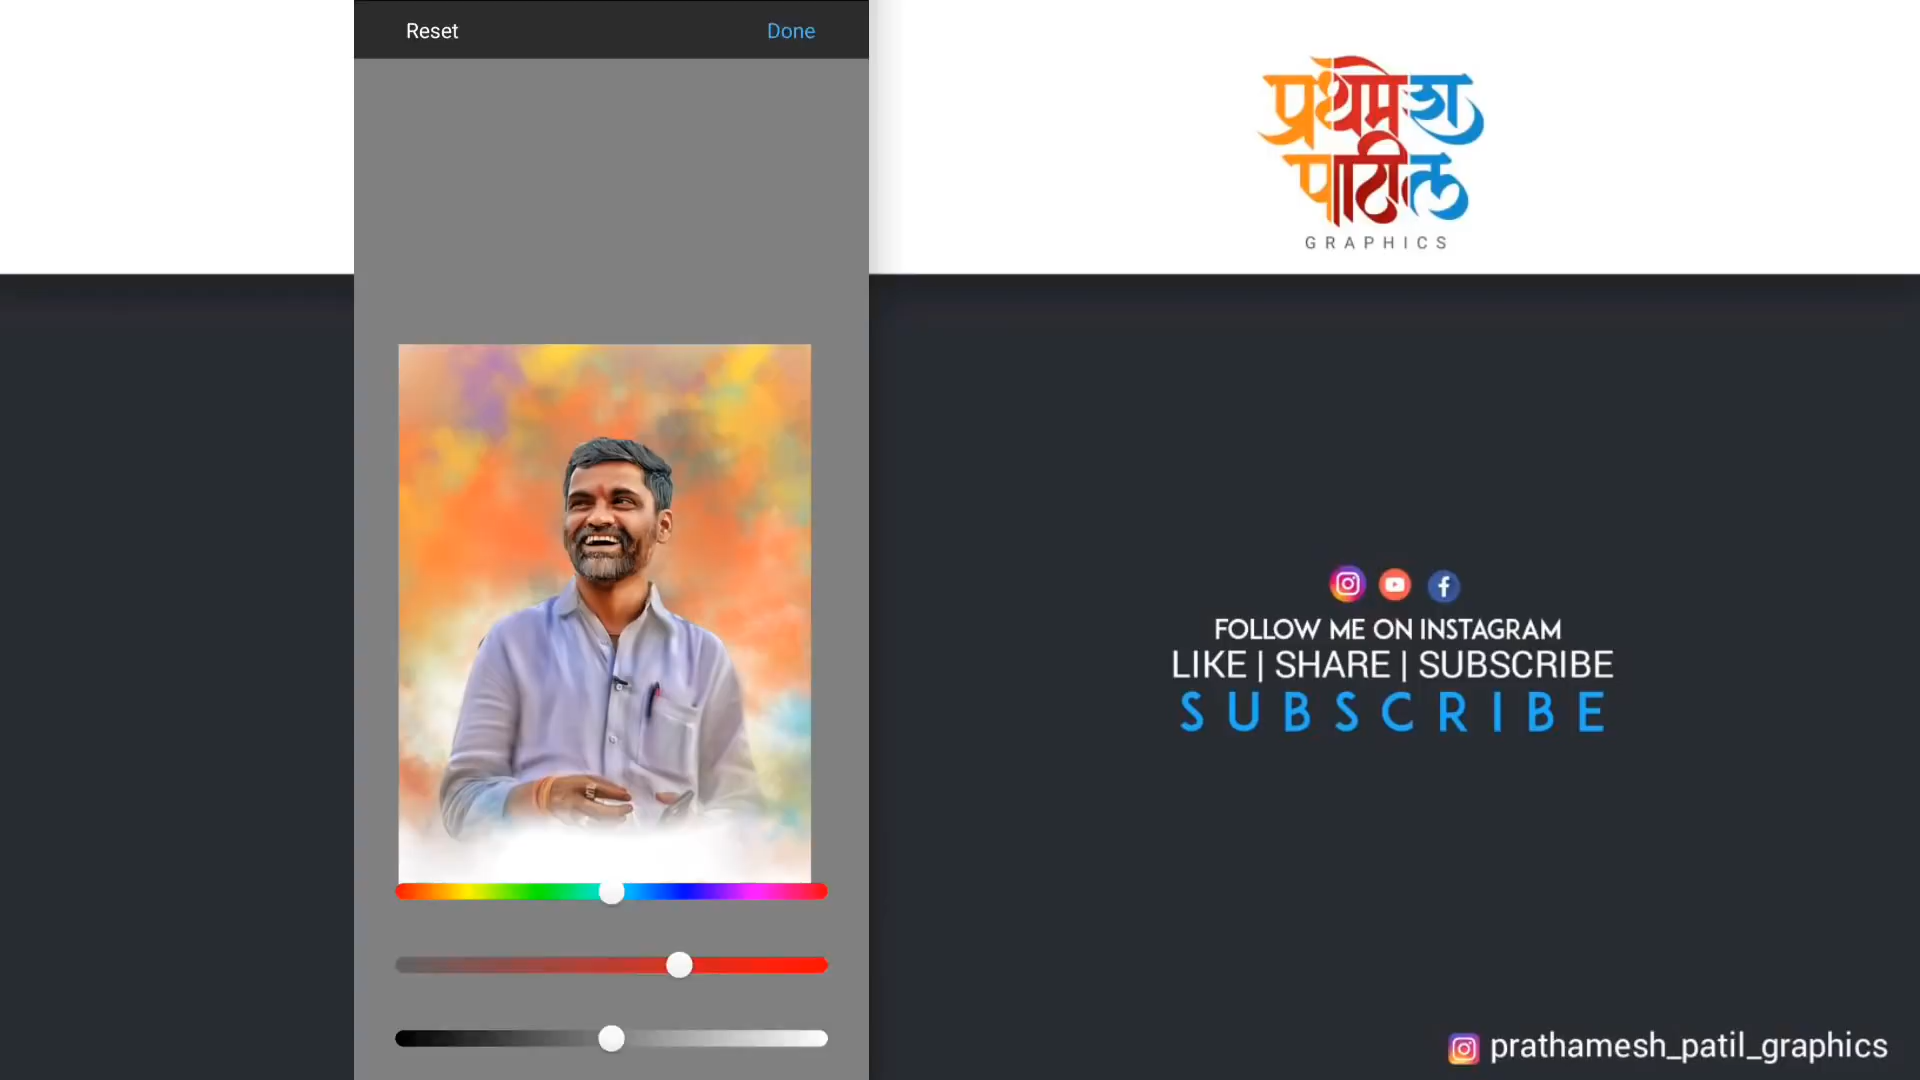 Reset
Done
प्रथमेश
पाटील
GRAPHICS
FOLLOW ME ON INSTAGRAM
LIKE | SHARE | SUBSCRIBE
SUBSCRIBE
prathamesh_patil_graphics